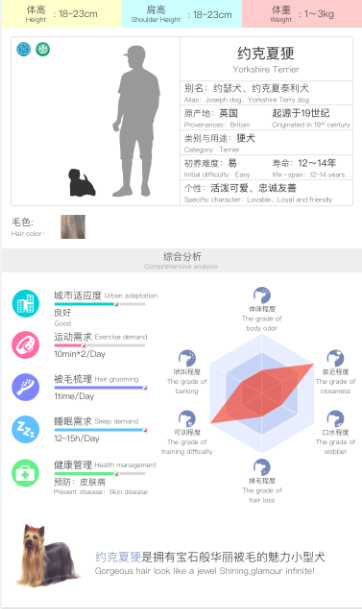 体高 Height : 18~23cm
肩高 Shoulder Height : 18~23cm
体重 Weight : 1~3kg
约克夏㹴
Yorkshire Terrier
别名: 约瑟犬、约克夏泰利犬
Alias: Joseph dog、Yorkshire Terry dog
原产地: 英国 起源于19世纪
Provenances: Britain Originated in 19th century
类别与用途: 㹴犬
Category: Terrier
初养难度: 易 寿命: 12~14年
Initial difficulty: Easy life-span: 12-14 years
个性: 活泼可爱、忠诚友善
Specific character: Lovable、Loyal and friendly
毛色:
Hair color:
综合分析
Comprehensive analysis
城市适应度 Urban adaptation
良好
Good
运动需求 Exercise demand
10min*2/Day
被毛梳理 Hair grooming
1time/Day
睡眠需求 Sleep demand
12-15h/Day
健康管理 Health management
预防: 皮肤病
Prevent disease: Skin disease
体味程度
The grade of
body odor
吠叫程度
The grade of
barking
亲近程度
The grade of
closeness
可训程度
The grade of
training difficulty
口水程度
The grade of
slobber
掉毛程度
The grade of
hair loss
约克夏㹴是拥有宝石般华丽被毛的魅力小型犬
Gorgeous hair look like a jewel Shining,glamour infinite!